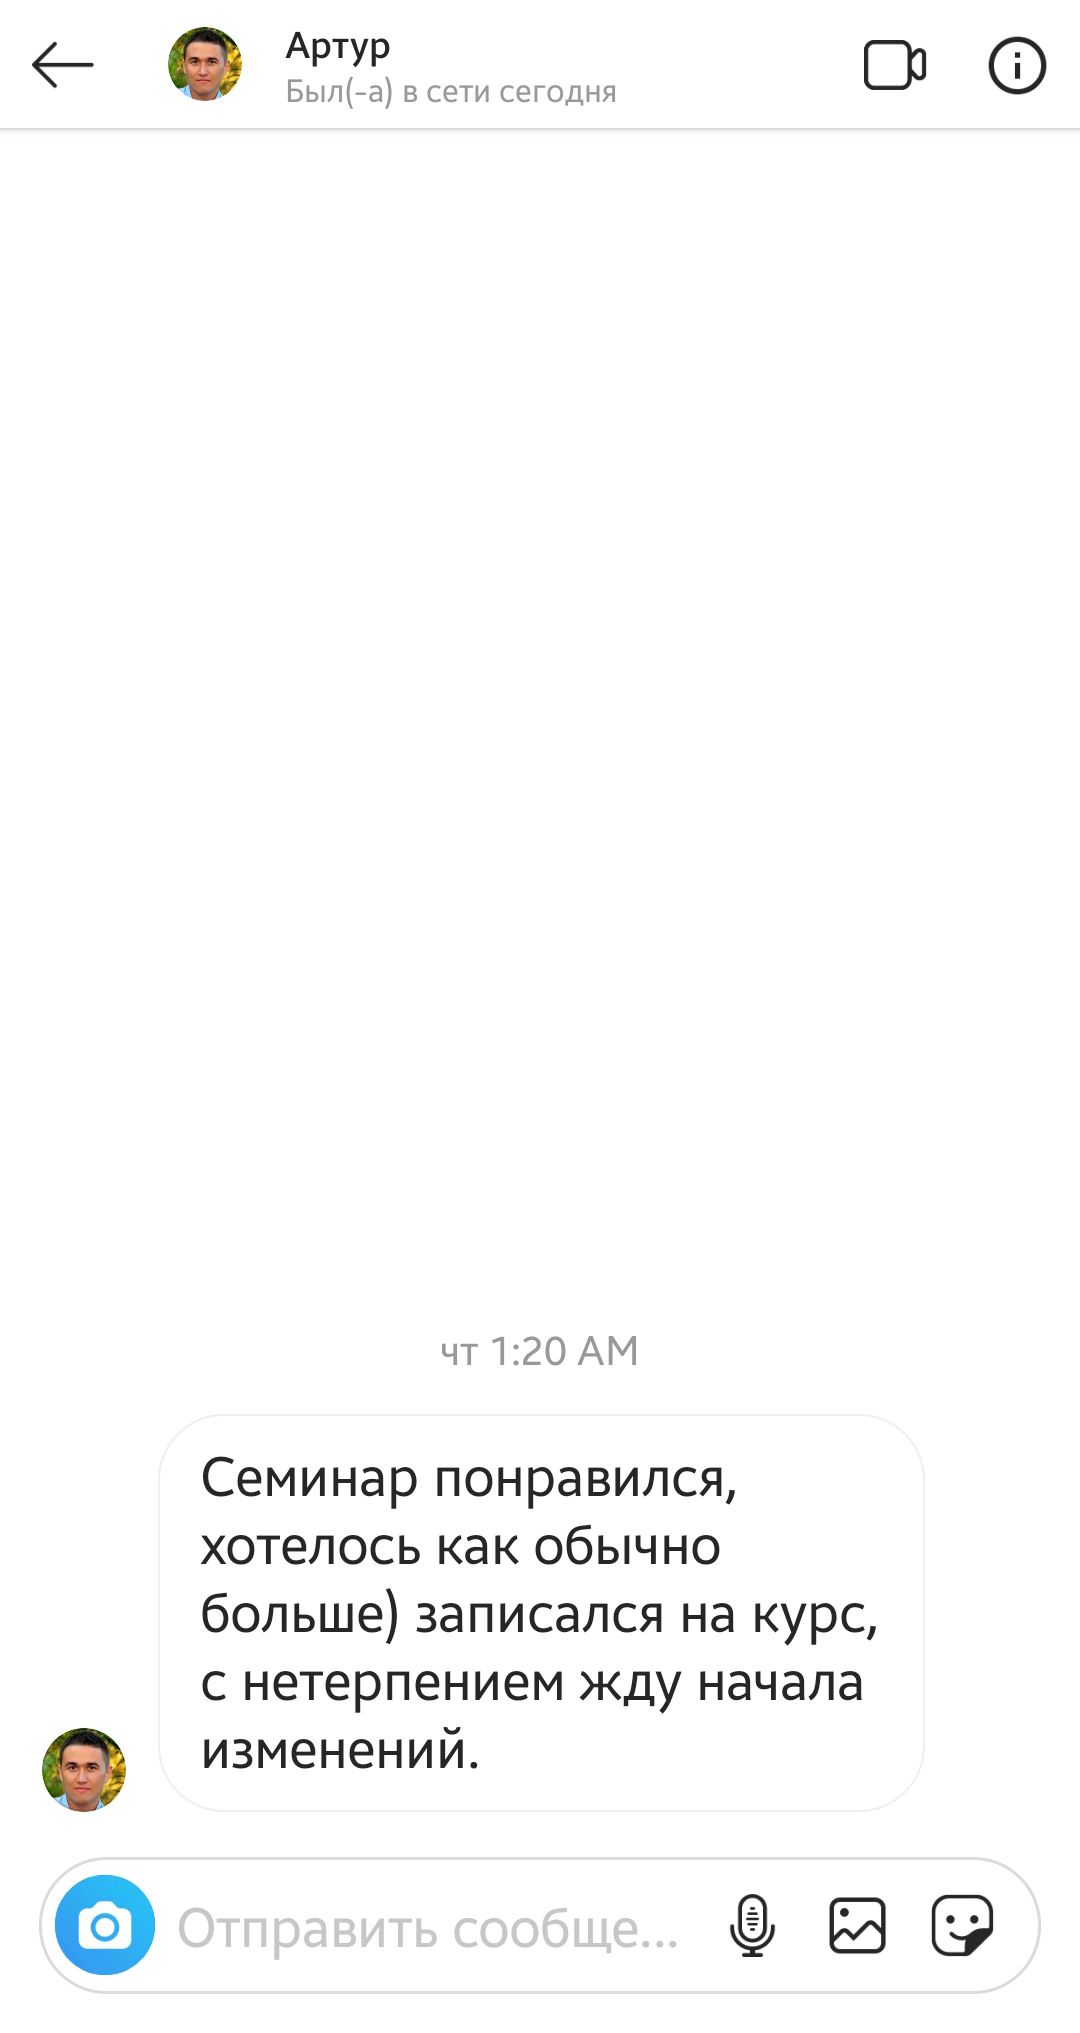 Артур
Был(-а) в сети сегодня
чт 1:20 AM
Семинар понравился,
хотелось как обычно
больше) записался на курс,
с нетерпением жду начала
изменений.
Отправить сообще...